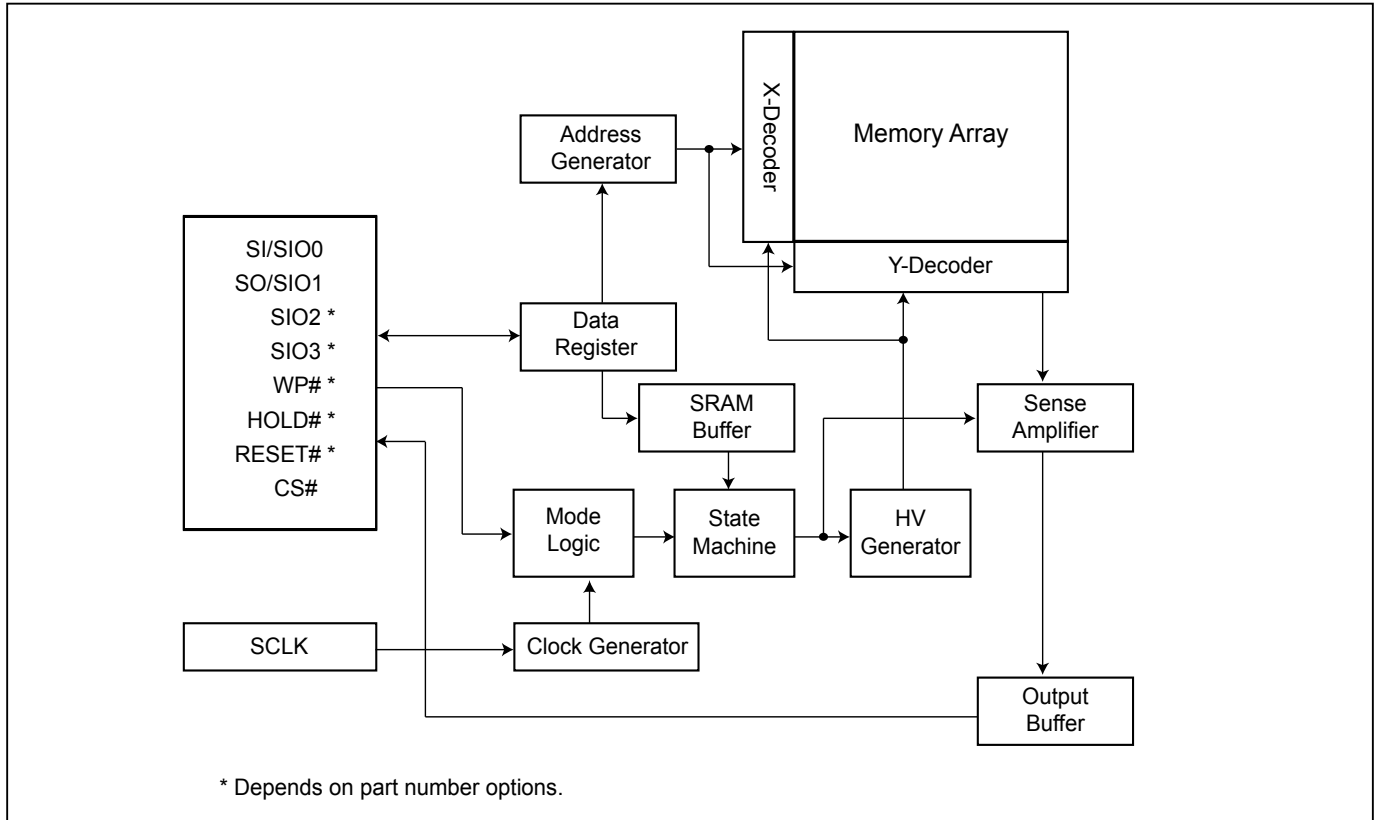 X-Decoder
Memory Array
Address
Generator
Y-Decoder
SI/SIO0
SO/SIO1
SIO2 *
SIO3 *
WP# *
HOLD# *
RESET# *
CS#
Data
Register
SRAM
Buffer
Sense
Amplifier
Mode
Logic
State
Machine
HV
Generator
SCLK
Clock Generator
Output
Buffer
* Depends on part number options.